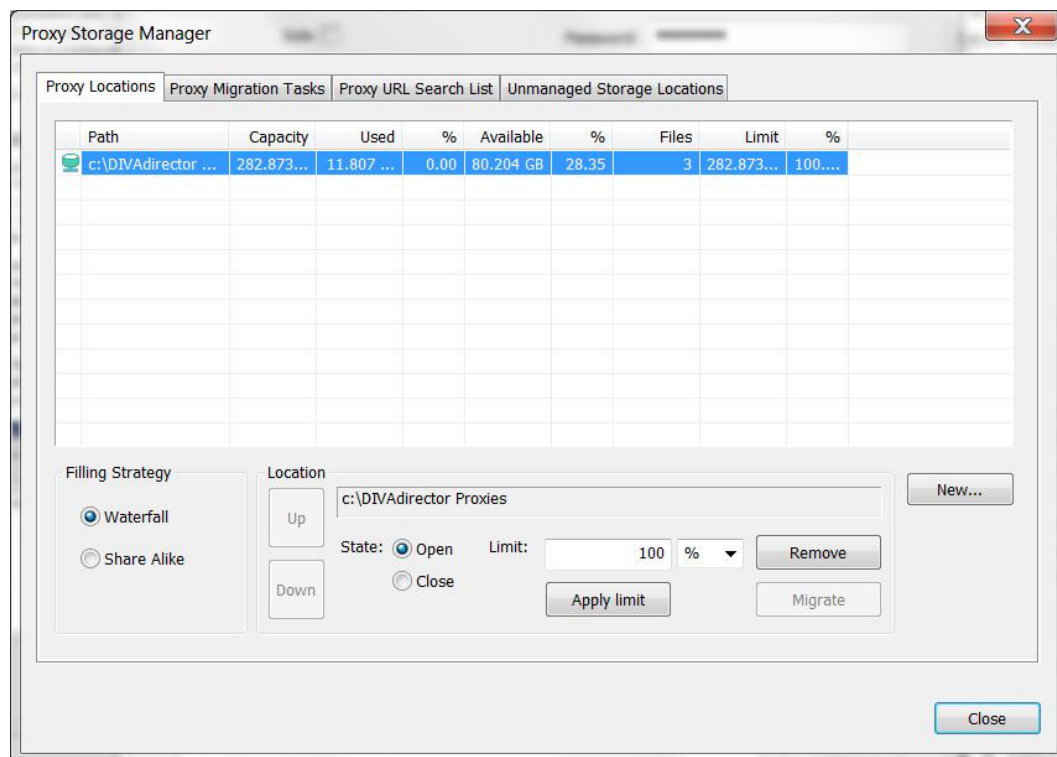 Proxy Storage Manager
Proxy Locations Proxy Migration Tasks Proxy URL Search List Unmanaged Storage Locations
Path Capacity Used % Available % Files Limit %
c:\DIVAdirector ... 282.873... 11.807 ... 0.00 80.204 GB 28.35 3 282.873... 100....
Filling Strategy
Waterfall
Share Alike
Location
c:\DIVAdirector Proxies
Up
Down
State: Open Limit: 100 % Remove
Close Apply limit Migrate
New...
Close